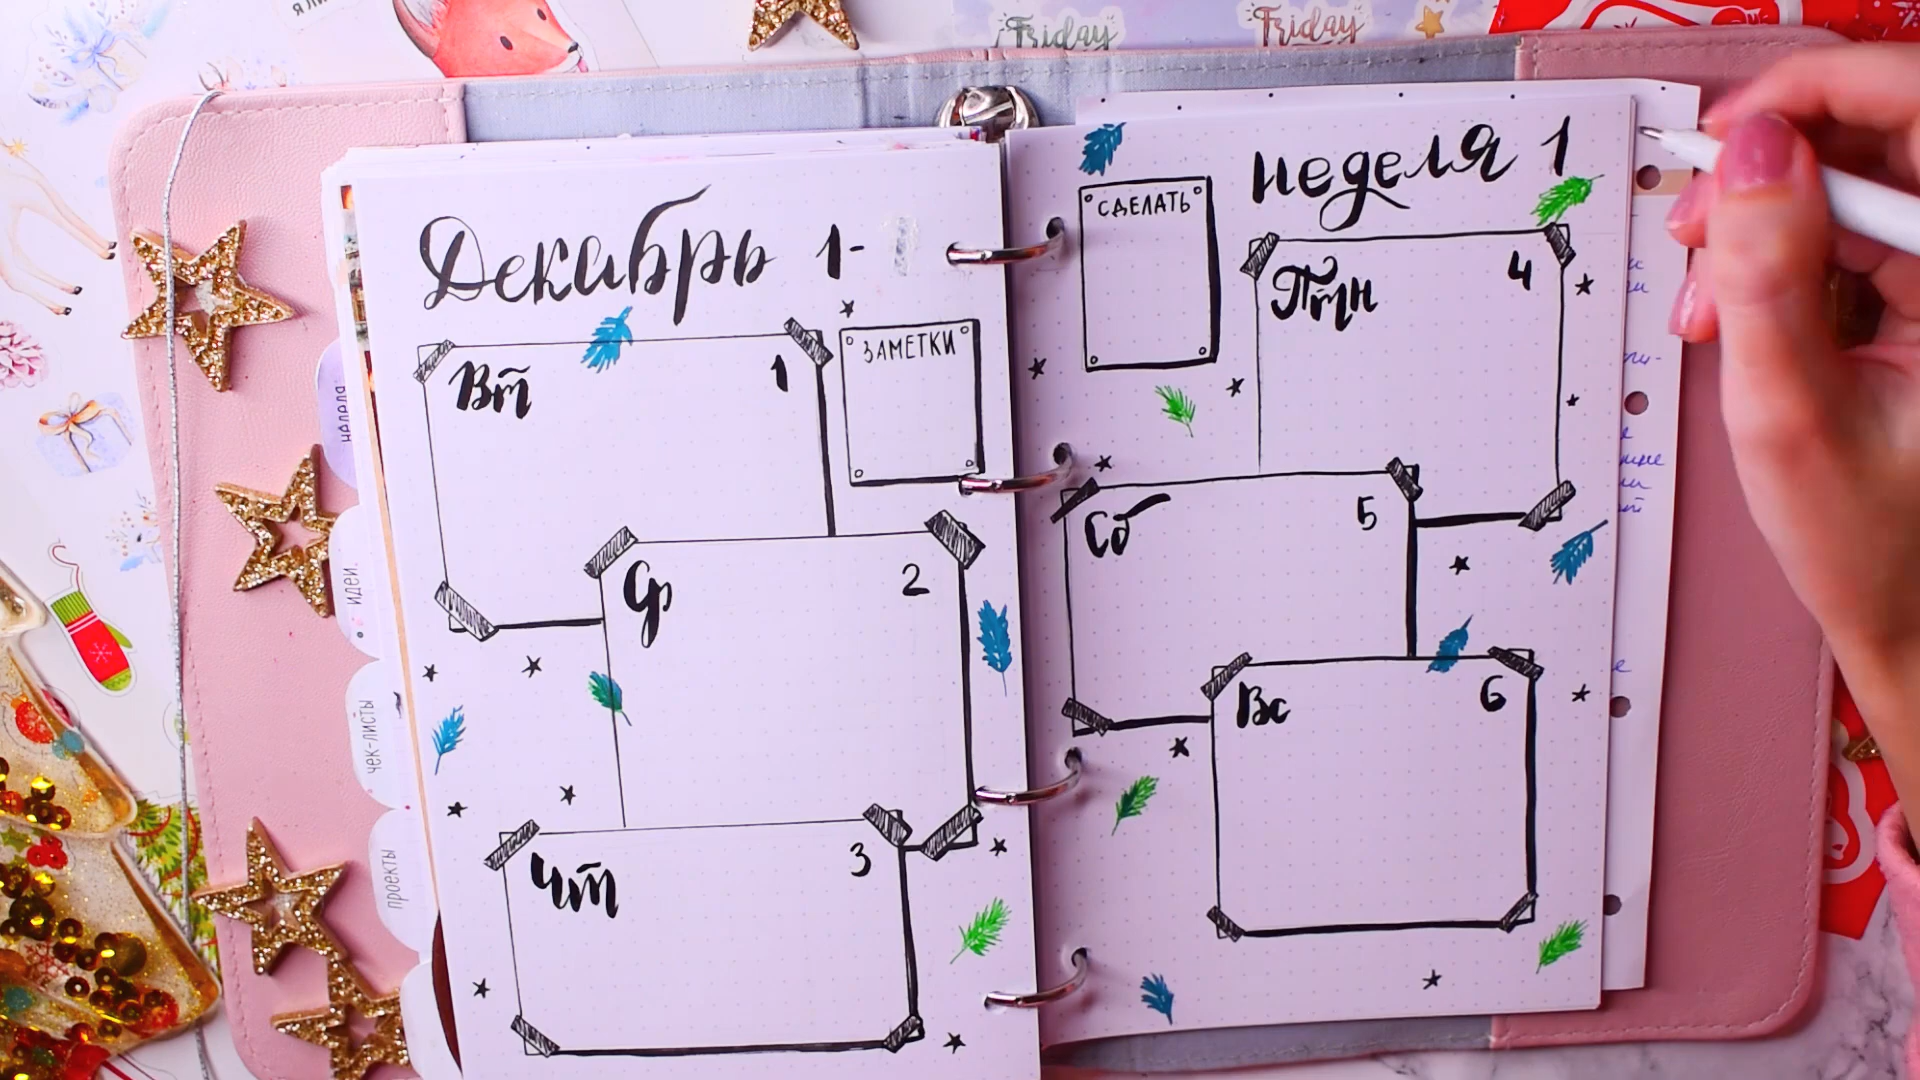 Friday
Friday
Декабрь 1-
Вт 1
ЗАМЕТКИ
Ср 2
Чт 3
неделя 1
СДЕЛАТЬ
Птн 4
Сб 5
Вс 6
неделя
идеи
чек-листы
проекты